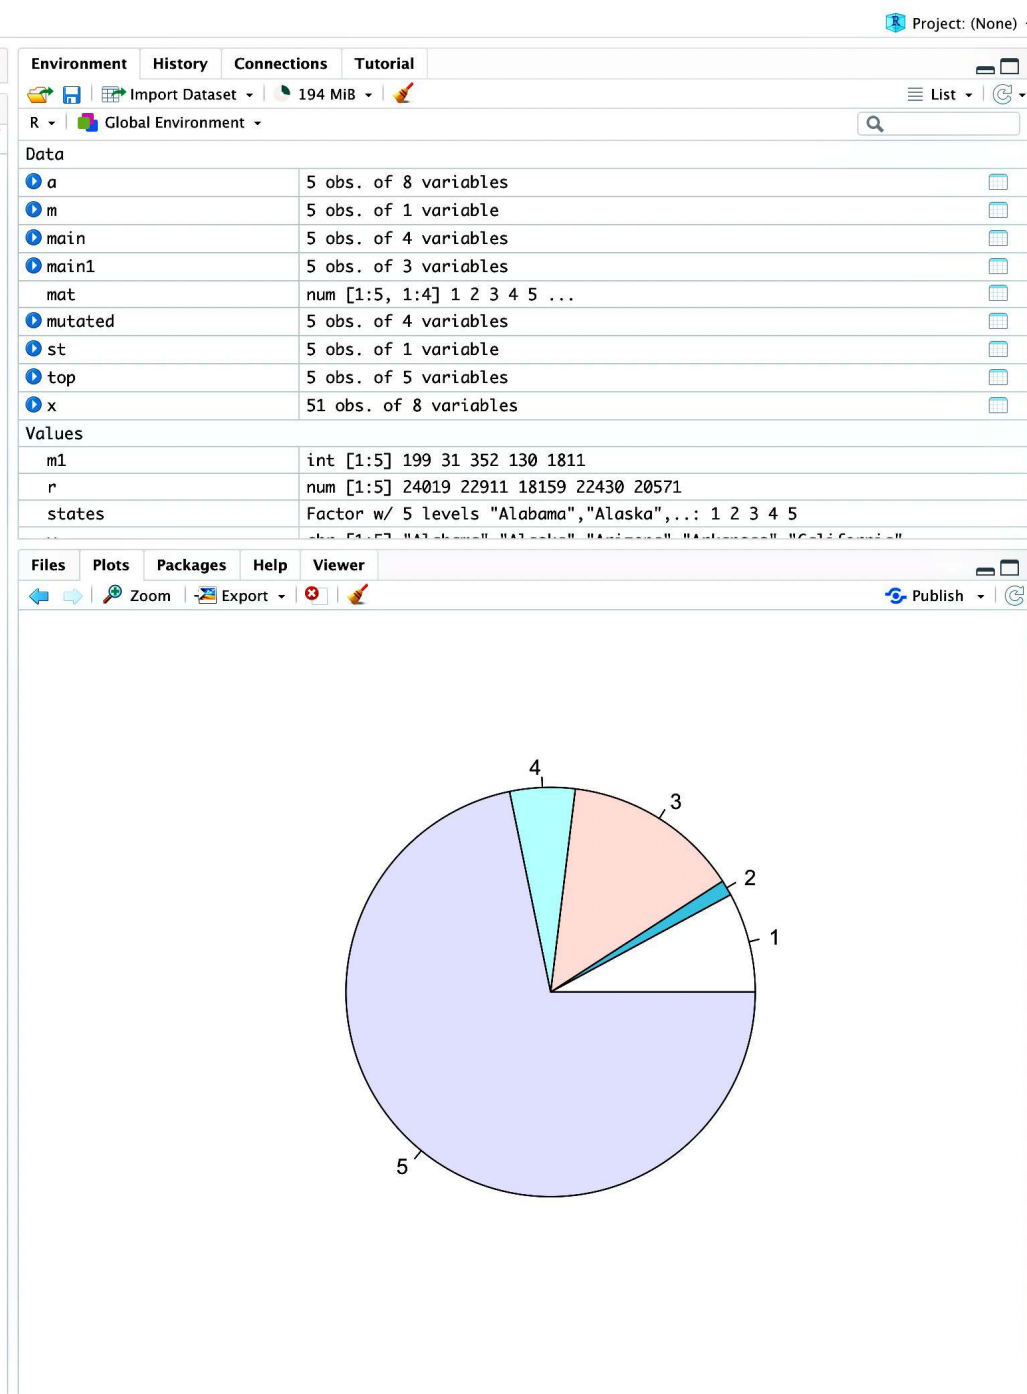 Project: (None)
Environment History Connections Tutorial
Import Dataset 194 MiB List
R Global Environment
Data
a 5 obs. of 8 variables
m 5 obs. of 1 variable
main 5 obs. of 4 variables
main1 5 obs. of 3 variables
mat num [1:5, 1:4] 1 2 3 4 5 ...
mutated 5 obs. of 4 variables
st 5 obs. of 1 variable
top 5 obs. of 5 variables
x 51 obs. of 8 variables
Values
m1 int [1:5] 199 31 352 130 1811
r num [1:5] 24019 22911 18159 22430 20571
states Factor w/ 5 levels "Alabama","Alaska",..: 1 2 3 4 5
Files Plots Packages Help Viewer
Zoom Export Publish
4
3
2
1
5